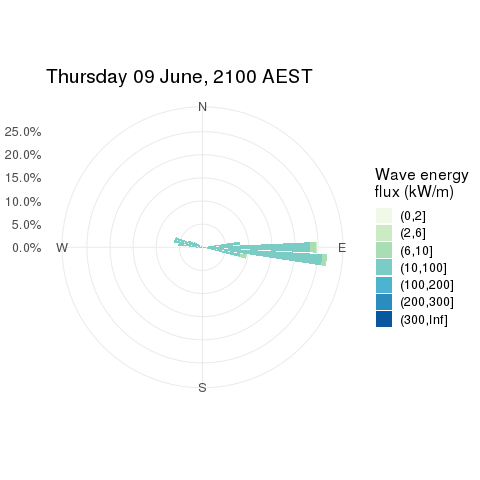 Thursday 09 June, 2100 AEST
N
25.0%
20.0%
15.0%
10.0%
5.0%
0.0%
W
E
S
Wave energy
flux (kW/m)
(0,2]
(2,6]
(6,10]
(10,100]
(100,200]
(200,300]
(300,Inf]